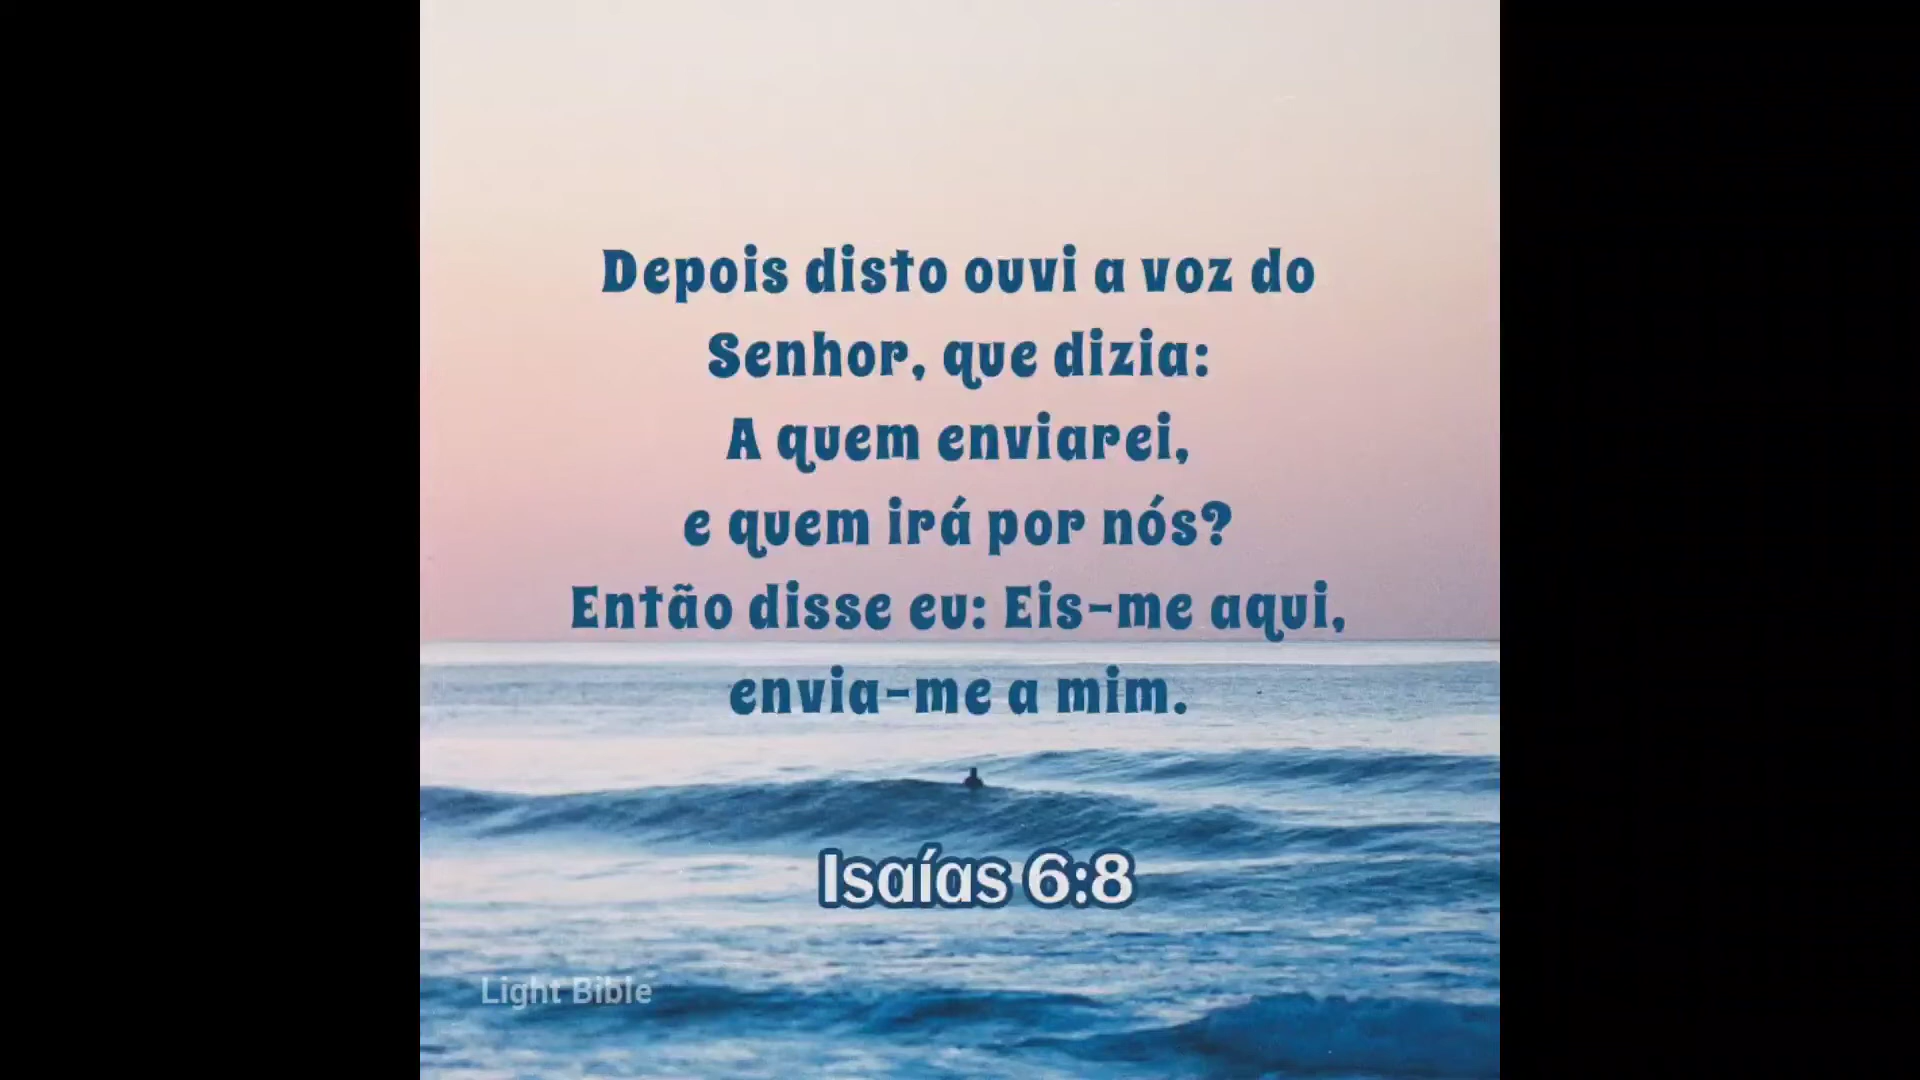 Depois disto ouvi a voz do
Senhor, que dizia:
A quem enviarei,
e quem irá por nós?
Então disse eu: Eis-me aqui,
envia-me a mim.
Isaías 6:8
Light Bible